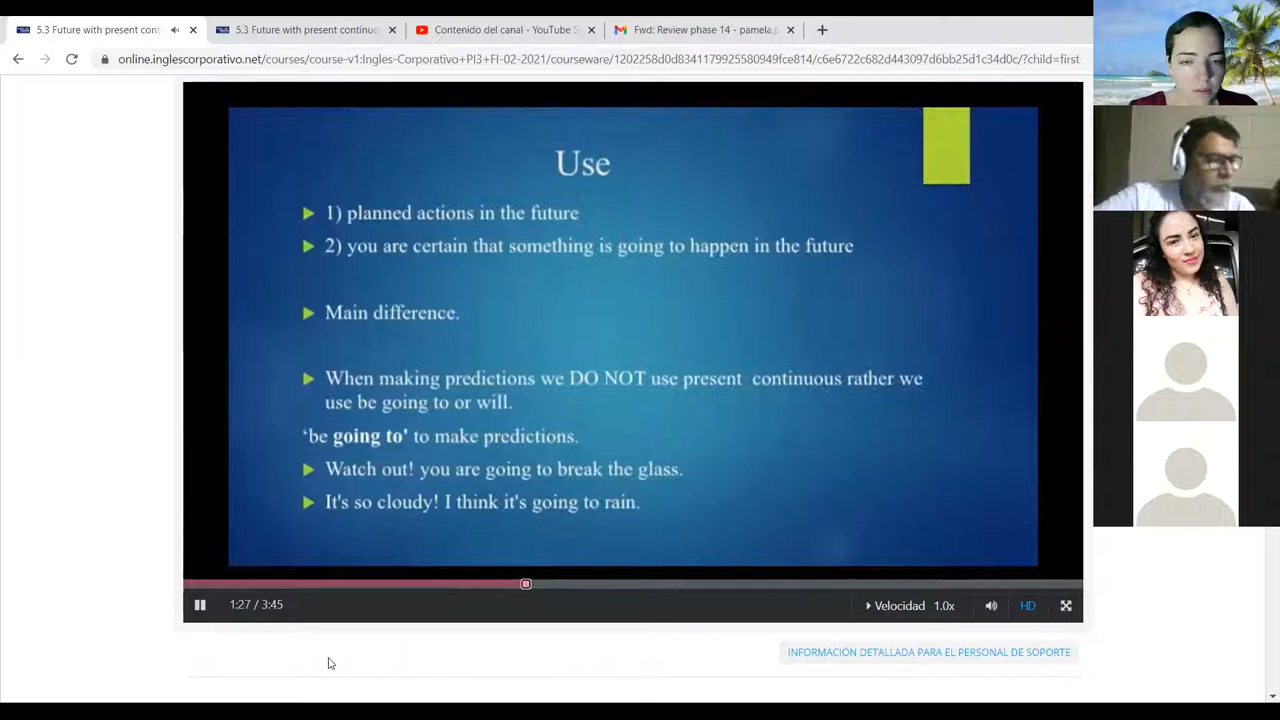 5.3 Future with present cont
5.3 Future with present continuo
Contenido del canal - YouTube S
Fwd: Review phase 14 - pamela.p
online.inglescorporativo.net/courses/course-v1:Ingles-Corporativo+PI3+FI-02-2021/courseware/1202258d0d8341179925580949fce814/c6e6722c682d443097d6bb25d1c34d0c/?child=first
Use
1) planned actions in the future
2) you are certain that something is going to happen in the future
Main difference.
When making predictions we DO NOT use present continuous rather we
use be going to or will.
‘be going to' to make predictions.
Watch out! you are going to break the glass.
It's so cloudy! I think it's going to rain.
1:27 / 3:45
Velocidad 1.0x
HD
INFORMACIÓN DETALLADA PARA EL PERSONAL DE SOPORTE